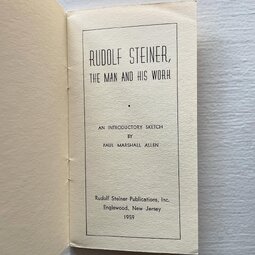 RUDOLF STEINER,
THE MAN AND HIS WORK
AN INTRODUCTORY SKETCH
BY
PAUL MARSHALL ALLEN
Rudolf Steiner Publications, Inc.
Englewood, New Jersey
1959